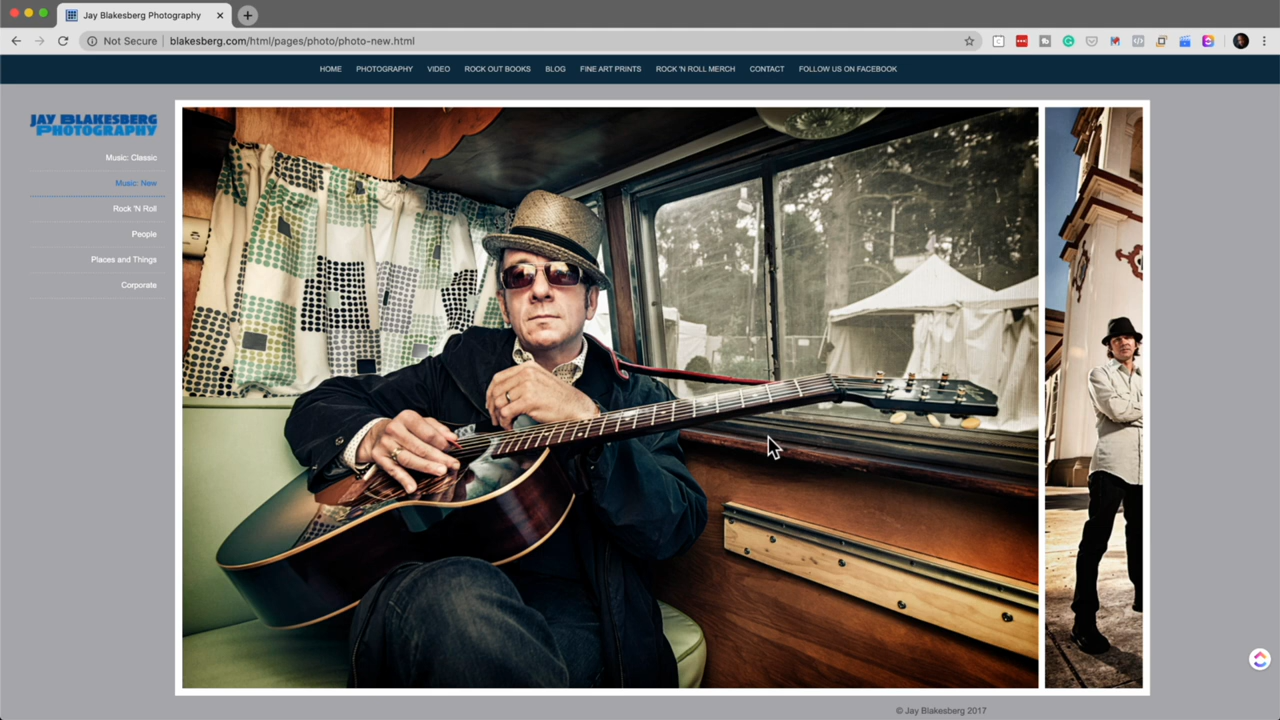 Jay Blakesberg Photography
Not Secure | blakesberg.com/html/pages/photo/photo-new.html
HOME PHOTOGRAPHY VIDEO ROCK OUT BOOKS BLOG FINE ART PRINTS ROCK 'N ROLL MERCH CONTACT FOLLOW US ON FACEBOOK
JAY BLAKESBERG
PHOTOGRAPHY
Music: Classic
Music: New
Rock 'N Roll
People
Places and Things
Corporate
© Jay Blakesberg 2017